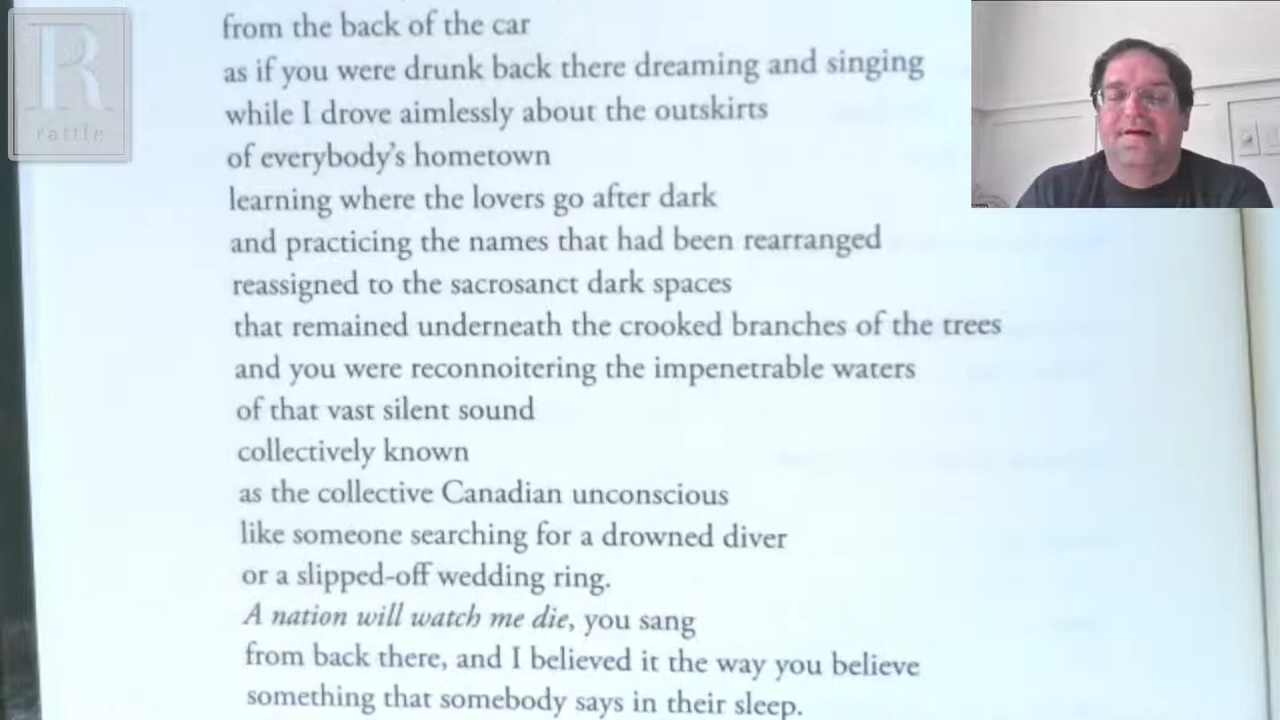 R
rattle
from the back of the car
as if you were drunk back there dreaming and singing
while I drove aimlessly about the outskirts
of everybody's hometown
learning where the lovers go after dark
and practicing the names that had been rearranged
reassigned to the sacrosanct dark spaces
that remained underneath the crooked branches of the trees
and you were reconnoitering the impenetrable waters
of that vast silent sound
collectively known
as the collective Canadian unconscious
like someone searching for a drowned diver
or a slipped-off wedding ring.
A nation will watch me die, you sang
from back there, and I believed it the way you believe
something that somebody says in their sleep.